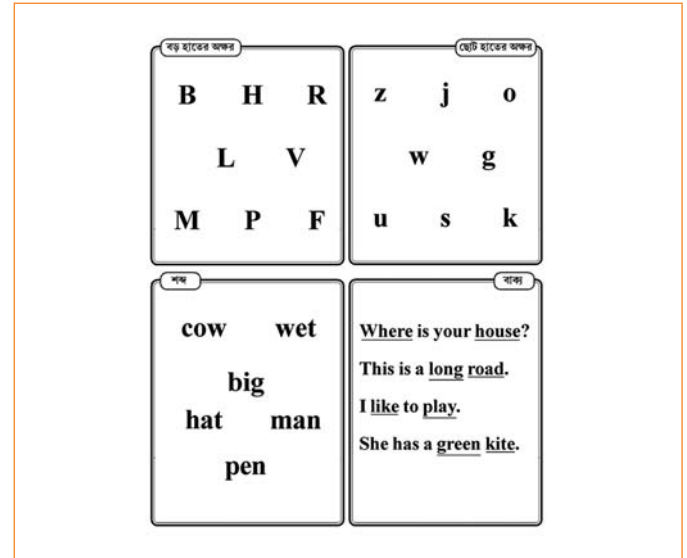 বড় হাতের অক্ষর
B H R
L V
M P F
ছোট হাতের অক্ষর
z j o
w g
u s k
শব্দ
cow wet
big
hat man
pen
বাক্য
Where is your house?
This is a long road.
I like to play.
She has a green kite.